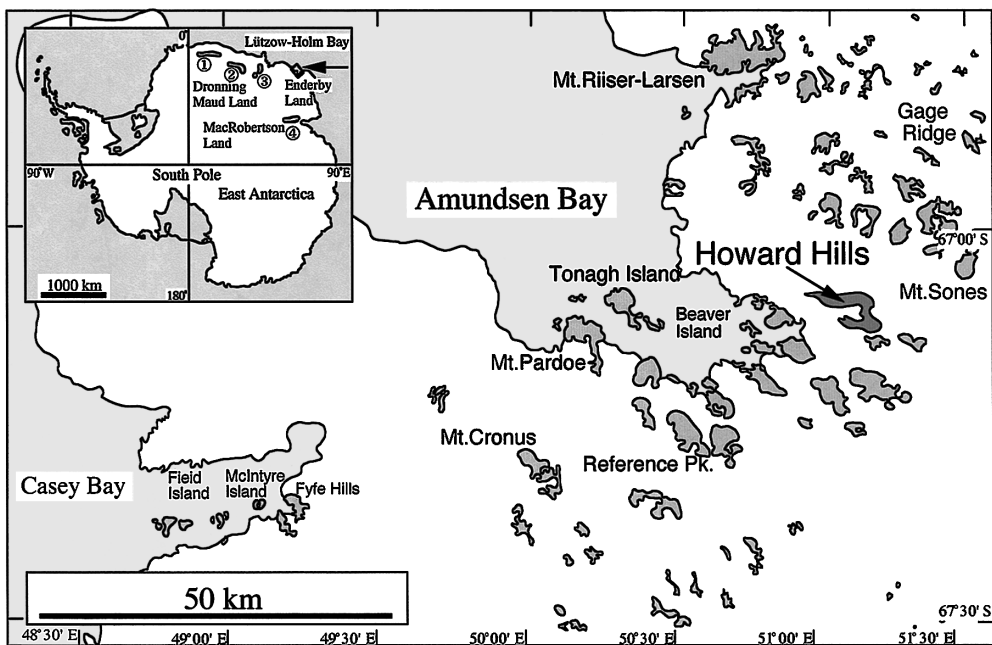 0°
Lützow-Holm Bay
①
②
③
Dronning
Maud Land
Enderby
Land
MacRobertson
Land
④
90°W
90°E
South Pole
East Antarctica
1000 km
180°
Mt.Riiser-Larsen
Gage
Ridge
Amundsen Bay
67°00' S
Howard Hills
Tonagh Island
Mt.Sones
Beaver
Island
Mt.Pardoe
Mt.Cronus
Reference Pk.
Casey Bay
Fieid
Island
McIntyre
Island
Fyfe Hills
50 km
67°30' S
48°30' E
49°00' E
49°30' E
50°00' E
50°30' E
51°00' E
51°30' E